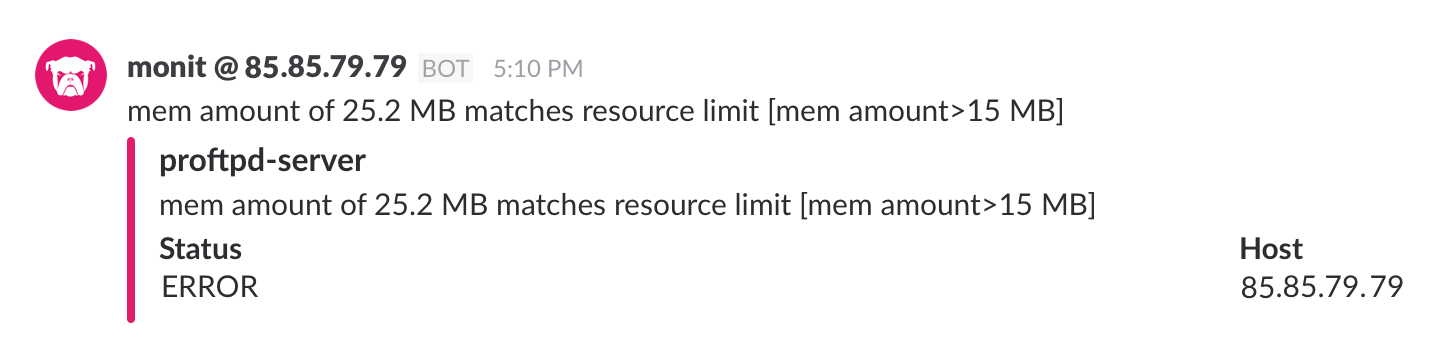 monit @ 85.85.79.79 BOT 5:10 PM
mem amount of 25.2 MB matches resource limit [mem amount>15 MB]
proftpd-server
mem amount of 25.2 MB matches resource limit [mem amount>15 MB]
Status Host
ERROR 85.85.79.79